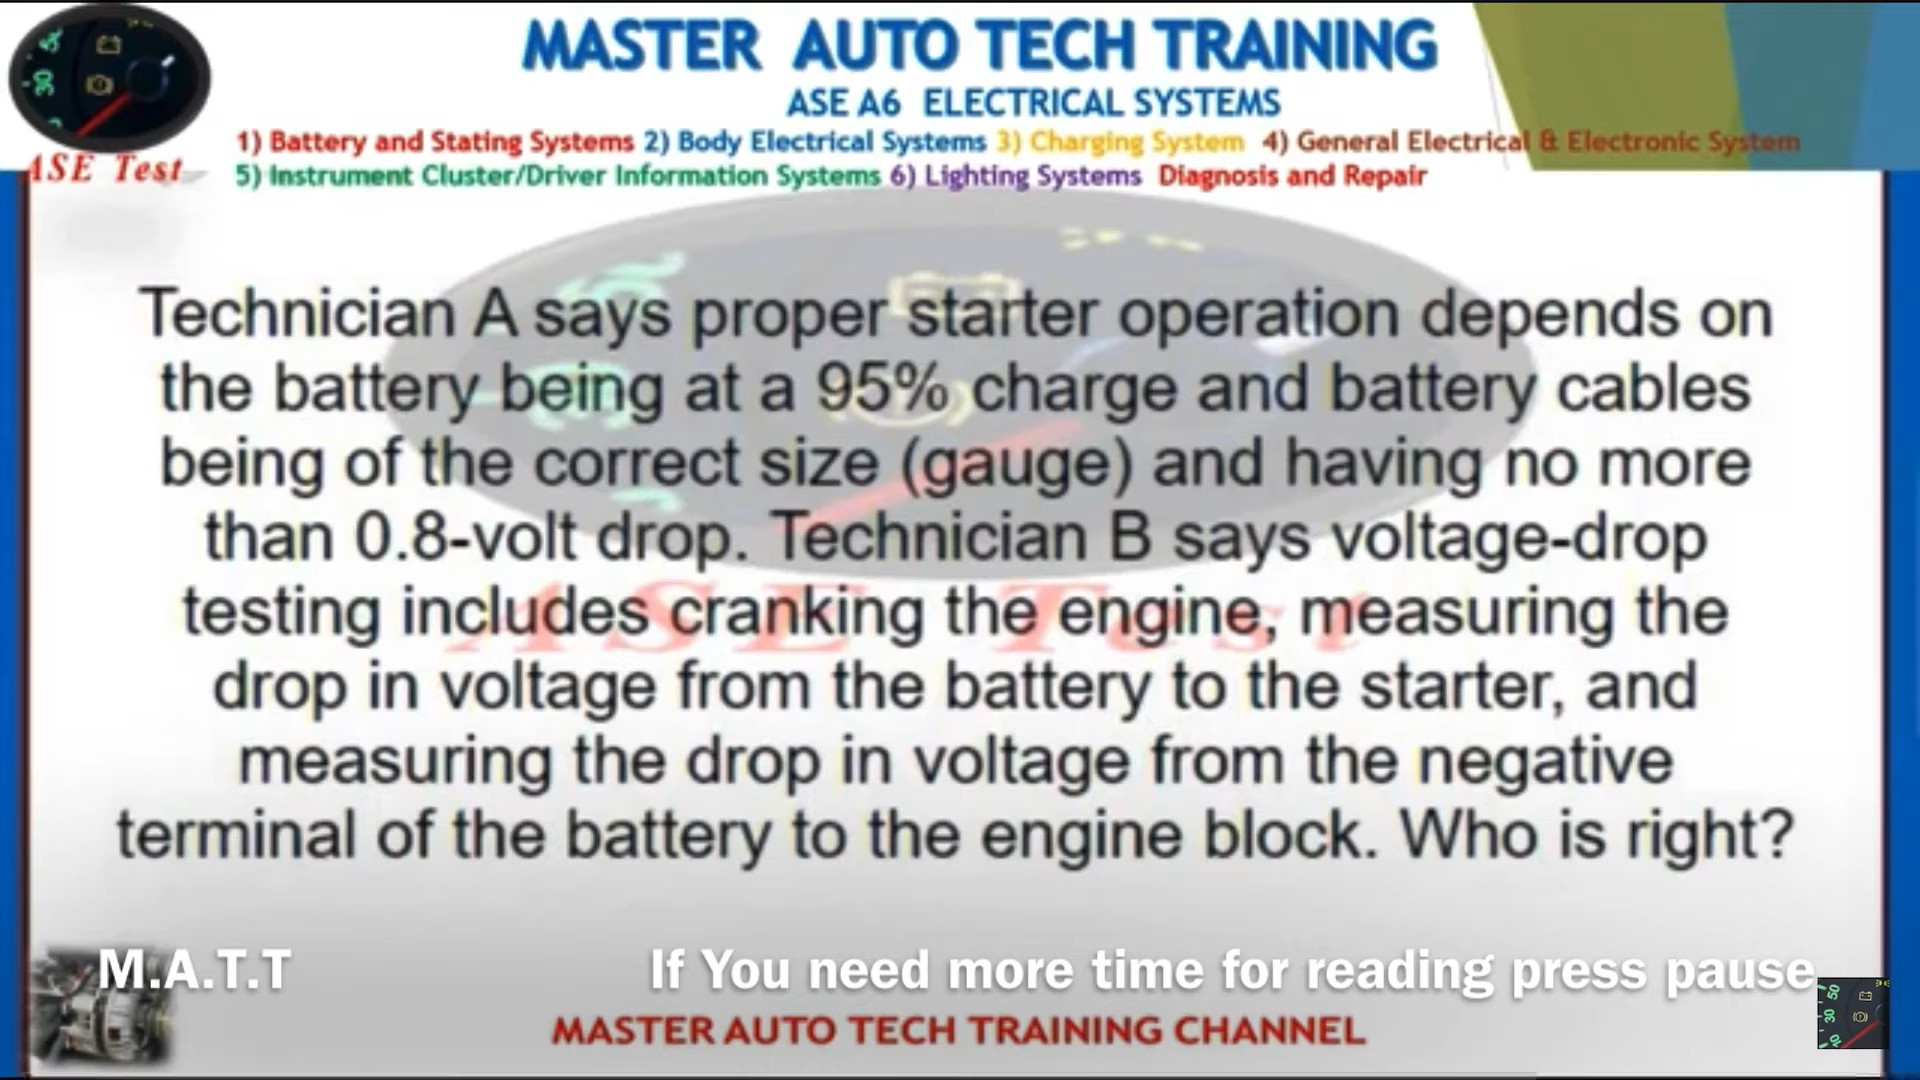 MASTER AUTO TECH TRAINING
ASE A6 ELECTRICAL SYSTEMS
1) Battery and Stating Systems 2) Body Electrical Systems 3) Charging System 4) General Electrical & Electronic System
5) Instrument Cluster/Driver Information Systems 6) Lighting Systems Diagnosis and Repair
30
ASE Test
Technician A says proper starter operation depends on
the battery being at a 95% charge and battery cables
being of the correct size (gauge) and having no more
than 0.8-volt drop. Technician B says voltage-drop
testing includes cranking the engine, measuring the
drop in voltage from the battery to the starter, and
measuring the drop in voltage from the negative
terminal of the battery to the engine block. Who is right?
ASE Test
M.A.T.T
If You need more time for reading press pause
MASTER AUTO TECH TRAINING CHANNEL
50
30